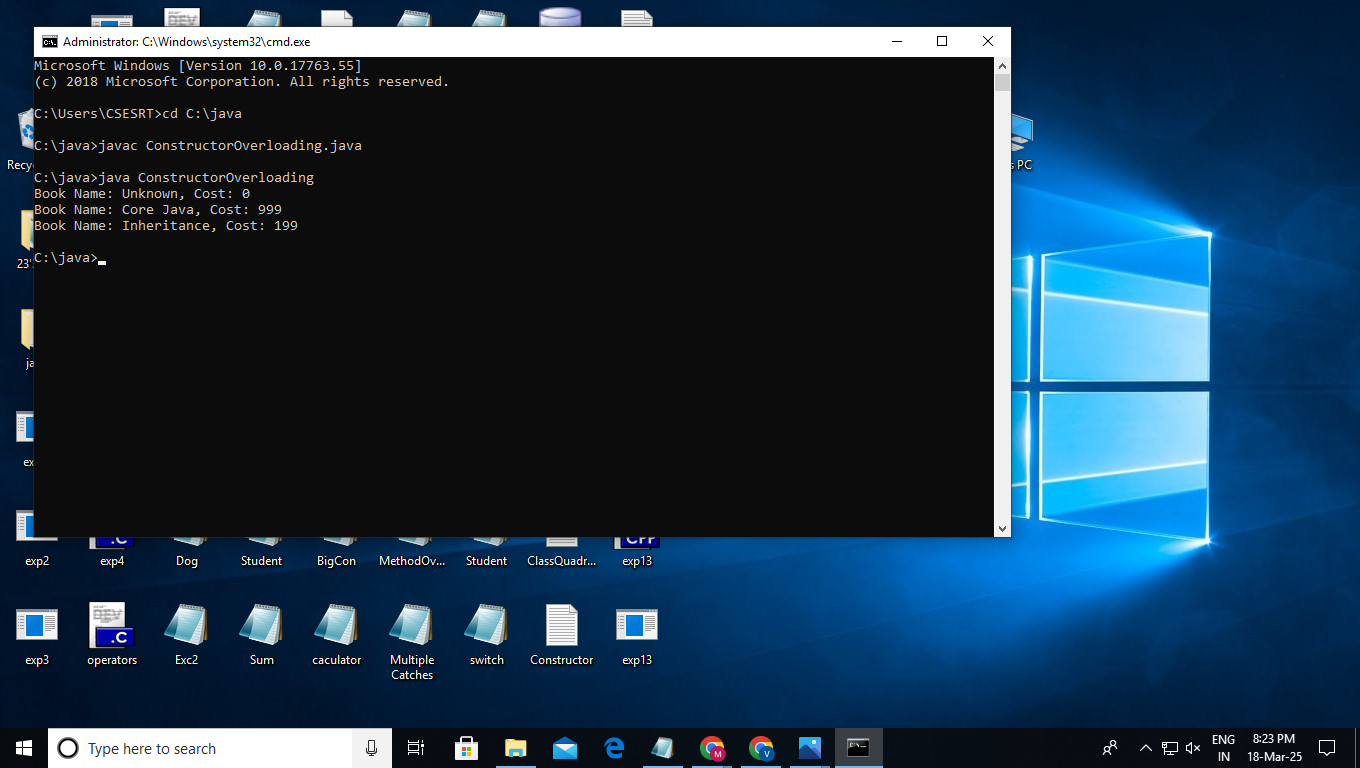 Administrator: C:\Windows\system32\cmd.exe
Microsoft Windows [Version 10.0.17763.55]
(c) 2018 Microsoft Corporation. All rights reserved.
C:\Users\CSESRT>cd C:\java
C:\java>javac ConstructorOverloading.java
C:\java>java ConstructorOverloading
Book Name: Unknown, Cost: 0
Book Name: Core Java, Cost: 999
Book Name: Inheritance, Cost: 199
C:\java>
Recyc
s PC
23'
ja
ex
.C
CPP
exp2 exp4 Dog Student BigCon MethodOv... Student ClassQuadr... exp13
DEV
.C
exp3 operators Exc2 Sum caculator Multiple Catches switch Constructor exp13
Type here to search
M
V
ENG
IN
8:23 PM
18-Mar-25